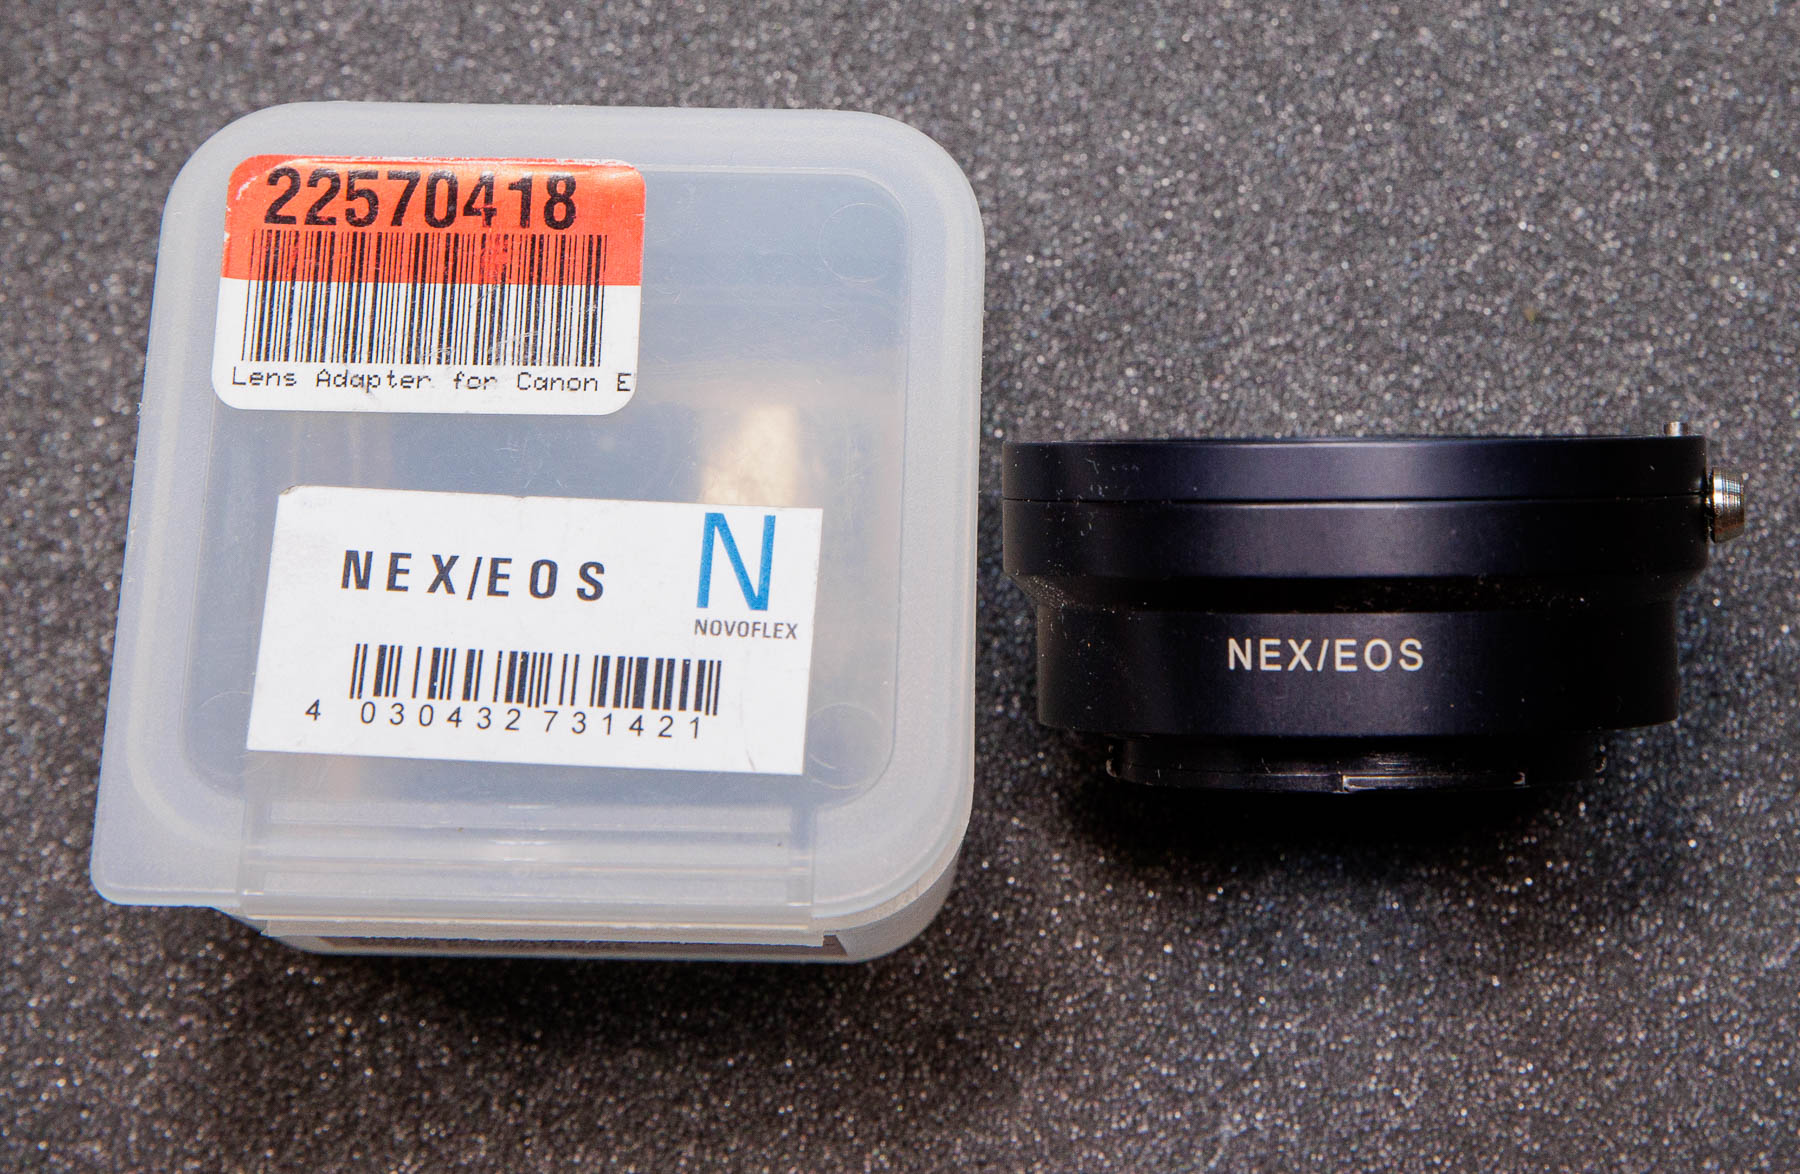 22570418
Lens Adapter for Canon E
NEX/EOS
N
NOVOFLEX
4 030432 731421
NEX/EOS